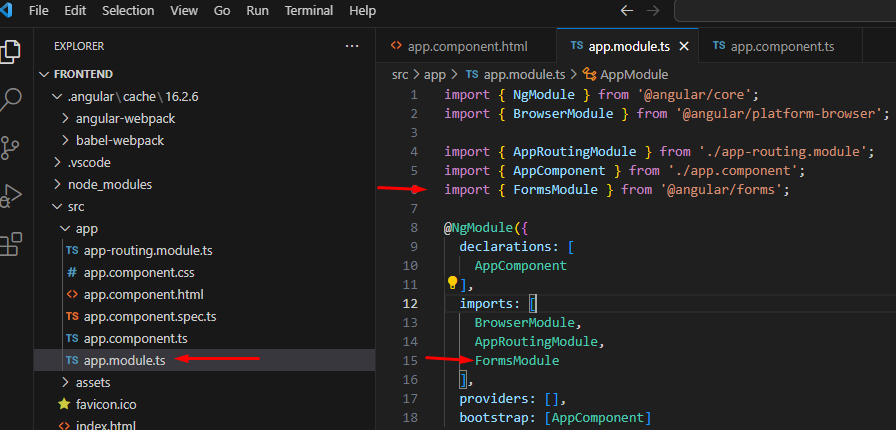 File Edit Selection View Go Run Terminal Help
EXPLORER ...
FRONTEND
.angular\cache\16.2.6
angular-webpack
babel-webpack
.vscode
node_modules
src
app
TS app-routing.module.ts
# app.component.css
<> app.component.html
TS app.component.spec.ts
TS app.component.ts
TS app.module.ts
assets
favicon.ico
<> index.html
<> app.component.html
TS app.module.ts ×
TS app.component.ts
src > app > TS app.module.ts > AppModule
1 import { NgModule } from '@angular/core';
2 import { BrowserModule } from '@angular/platform-browser';
4 import { AppRoutingModule } from './app-routing.module';
5 import { AppComponent } from './app.component';
import { FormsModule } from '@angular/forms';
7
8 @NgModule({
9 declarations: [
10 AppComponent
11 ],
12 imports: [
13 BrowserModule,
14 AppRoutingModule,
15 FormsModule
16 ],
17 providers: [],
18 bootstrap: [AppComponent]